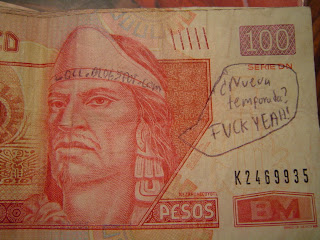 100
SERIE DN
¿Nueva
temporada?
FUCK YEAH!!
K2469935
PESOS
BM